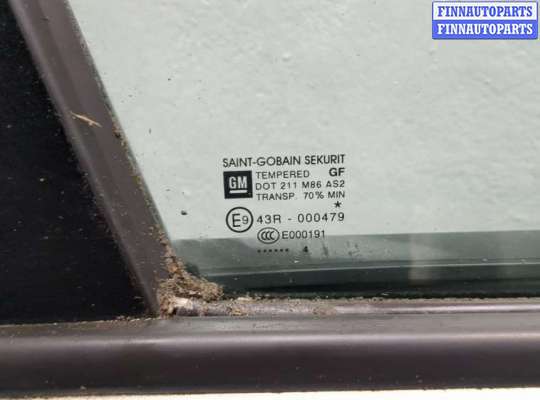 FINNAUTOPARTS
FINNAUTOPARTS
SAINT-GOBAIN SEKURIT
GM TEMPERED GF
DOT 211 M86 AS2
TRANSP. 70% MIN
*
E9 43R - 000479
CCC E000191
****** 4